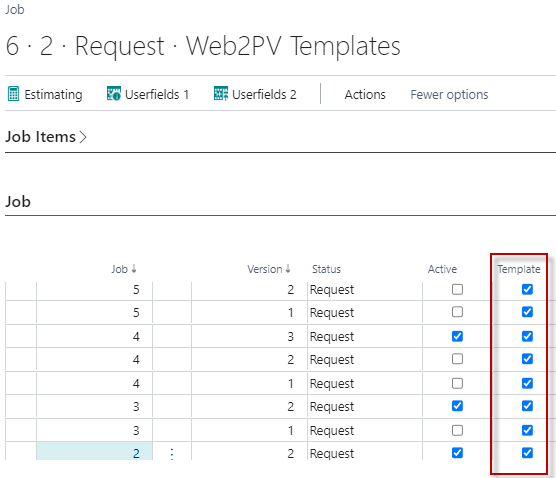 Job
6 · 2 · Request · Web2PV Templates
Estimating Userfields 1 Userfields 2 Actions Fewer options
Job Items
Job
Job↓ Version↓ Status Active Template
5 2 Request
5 1 Request
4 3 Request
4 2 Request
4 1 Request
3 2 Request
3 1 Request
2 2 Request